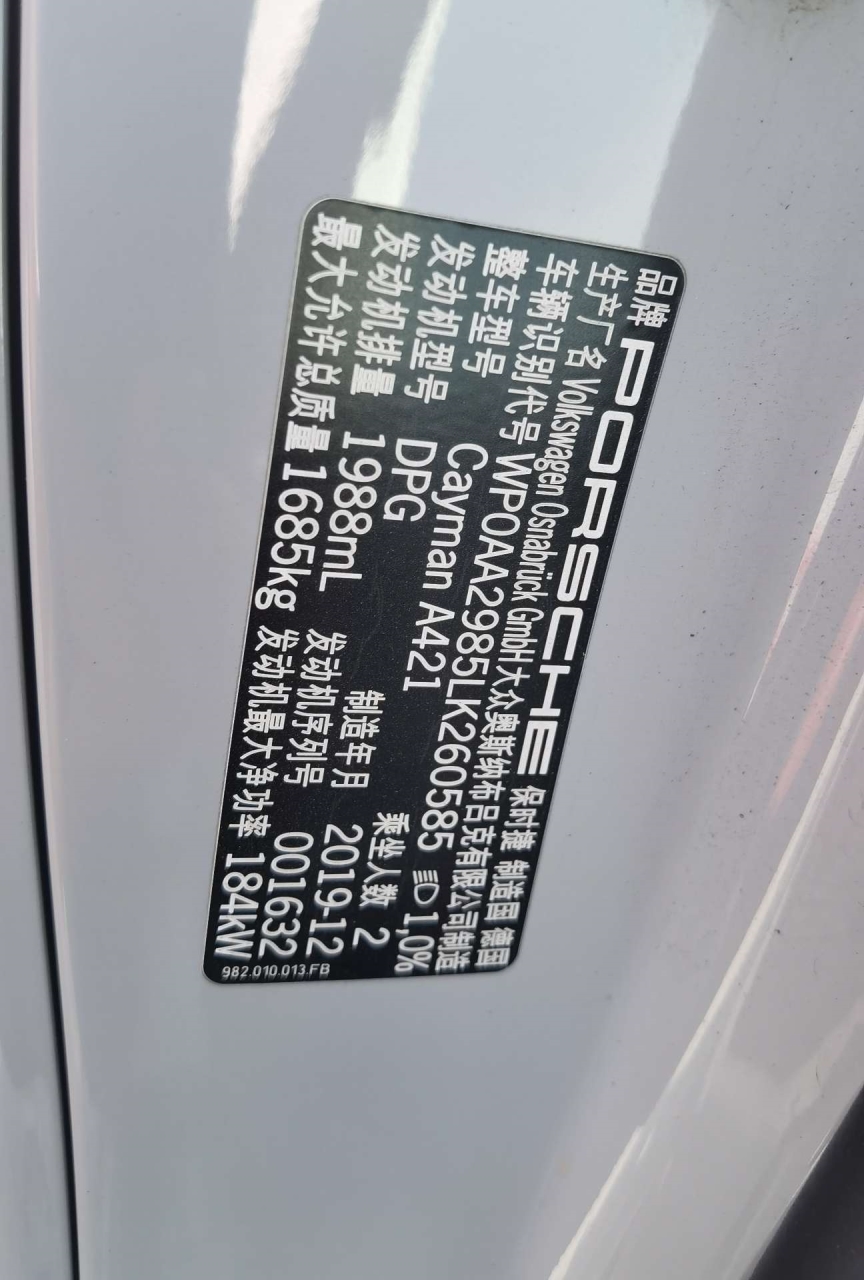 品牌 PORSCHE 保时捷 制造国 德国
生产厂名 Volkswagen Osnabrück GmbH大众奥斯纳布吕克有限公司制造
车辆识别代号 WP0AA2985LK260585 1,0%
整车型号 Cayman A421 乘坐人数 2
发动机型号 DPG 制造年月 2019-12
发动机排量 1988mL 发动机序列号 001632
最大允许总质量 1685kg 发动机最大净功率 184kW
982.010.013.FB